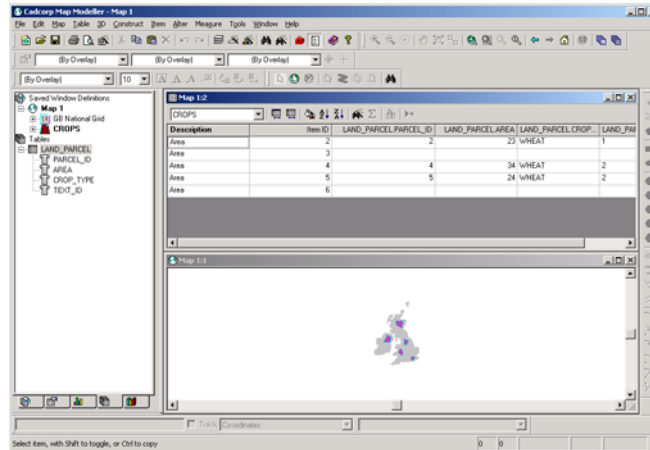 Cadcorp Map Modeller - Map 1
File Edit Map Table 3D Construct Item Alter Measure Tools Window Help
(By Overlay) (By Overlay) (By Overlay)
(By Overlay) 10
Saved Window Definitions
Map 1
GB National Grid
CROPS
Tables
LAND_PARCEL
PARCEL_ID
AREA
CROP_TYPE
TEXT_ID
Map 1:2
CROPS
Description Item ID LAND_PARCEL.PARCEL_ID LAND_PARCEL.AREA LAND_PARCEL.CROP... LAND_PAR
Area 2 2 23 WHEAT 1
Area 3
Area 4 4 34 WHEAT 2
Area 5 5 24 WHEAT 2
Area 6
Map 1:1
Track Co-ordinates
Select item, with Shift to toggle, or Ctrl to copy 0 0